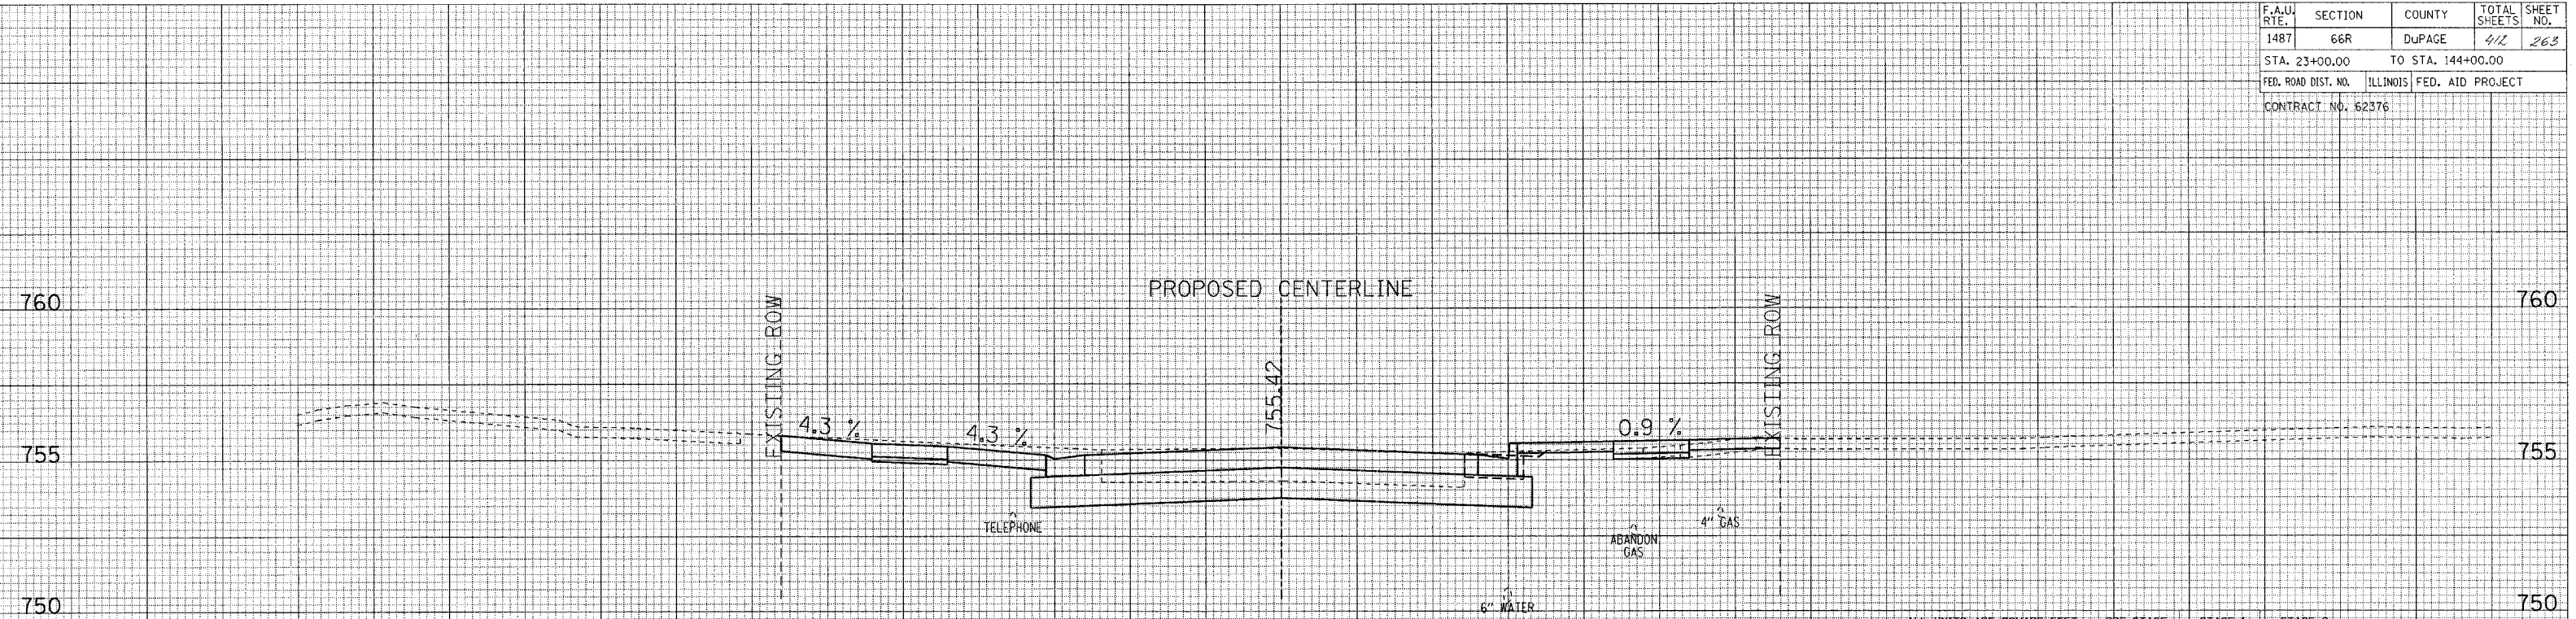 F.A.U. RTE. SECTION COUNTY TOTAL SHEETS SHEET NO.
1487 66R DuPAGE 412 263
STA. 23+00.00 TO STA. 144+00.00
FED. ROAD DIST. NO. ILLINOIS FED. AID PROJECT
CONTRACT NO. 62376
760
PROPOSED CENTERLINE
760
EXISTING ROW
755.42
EXISTING ROW
4.3 %
4.3 %
0.9 %
755
755
TELEPHONE
4" GAS
ABANDON
GAS
750
6" WATER
750